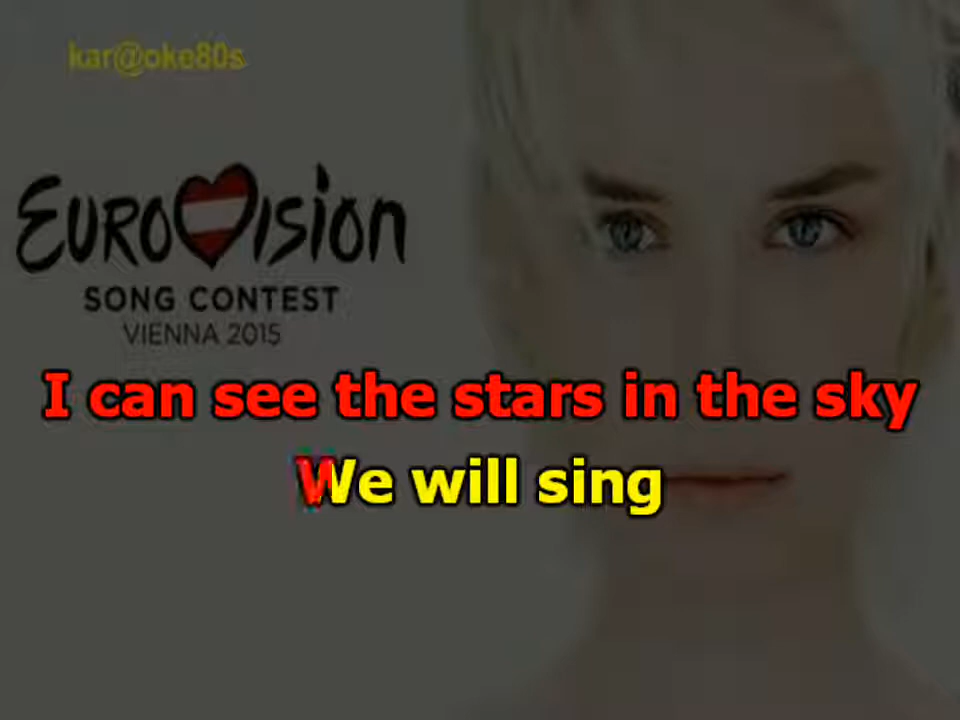 kar@oke80s
EUROVISION
SONG CONTEST
VIENNA 2015
I can see the stars in the sky
We will sing